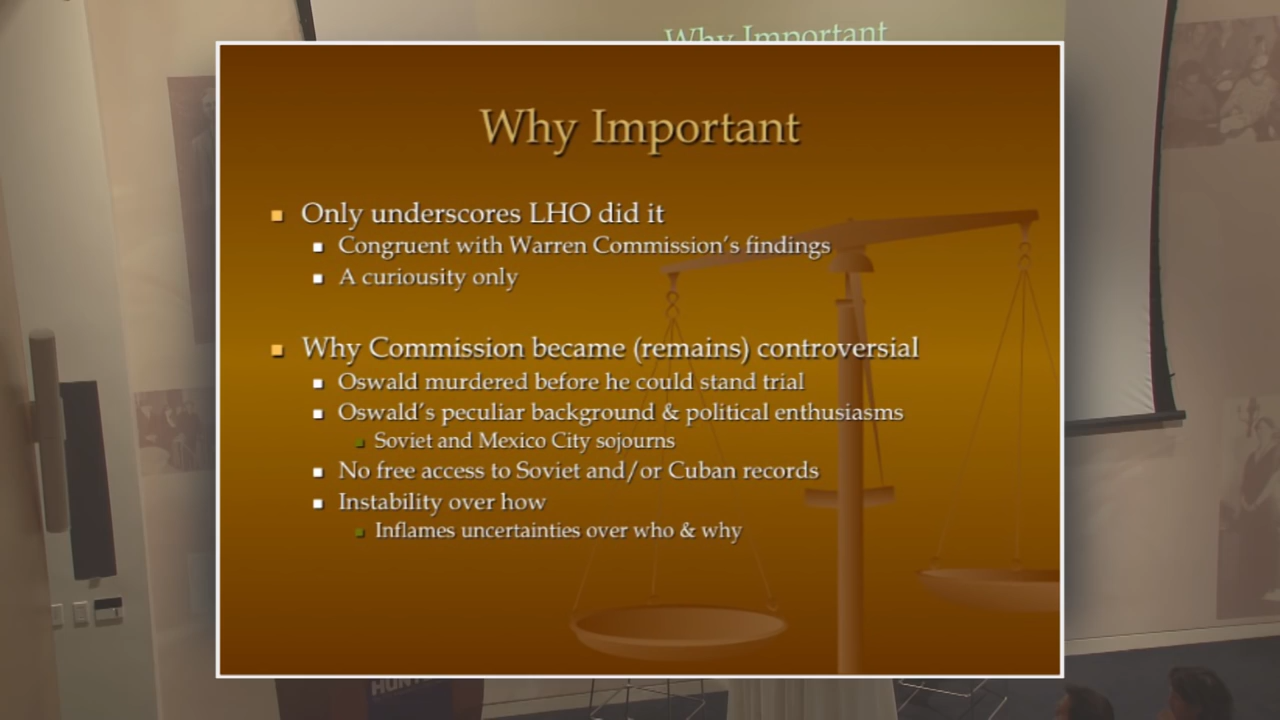 Why Important
Why Important
Only underscores LHO did it
Congruent with Warren Commission's findings
A curiousity only
Why Commission became (remains) controversial
Oswald murdered before he could stand trial
Oswald's peculiar background & political enthusiasms
Soviet and Mexico City sojourns
No free access to Soviet and/or Cuban records
Instability over how
Inflames uncertainties over who & why